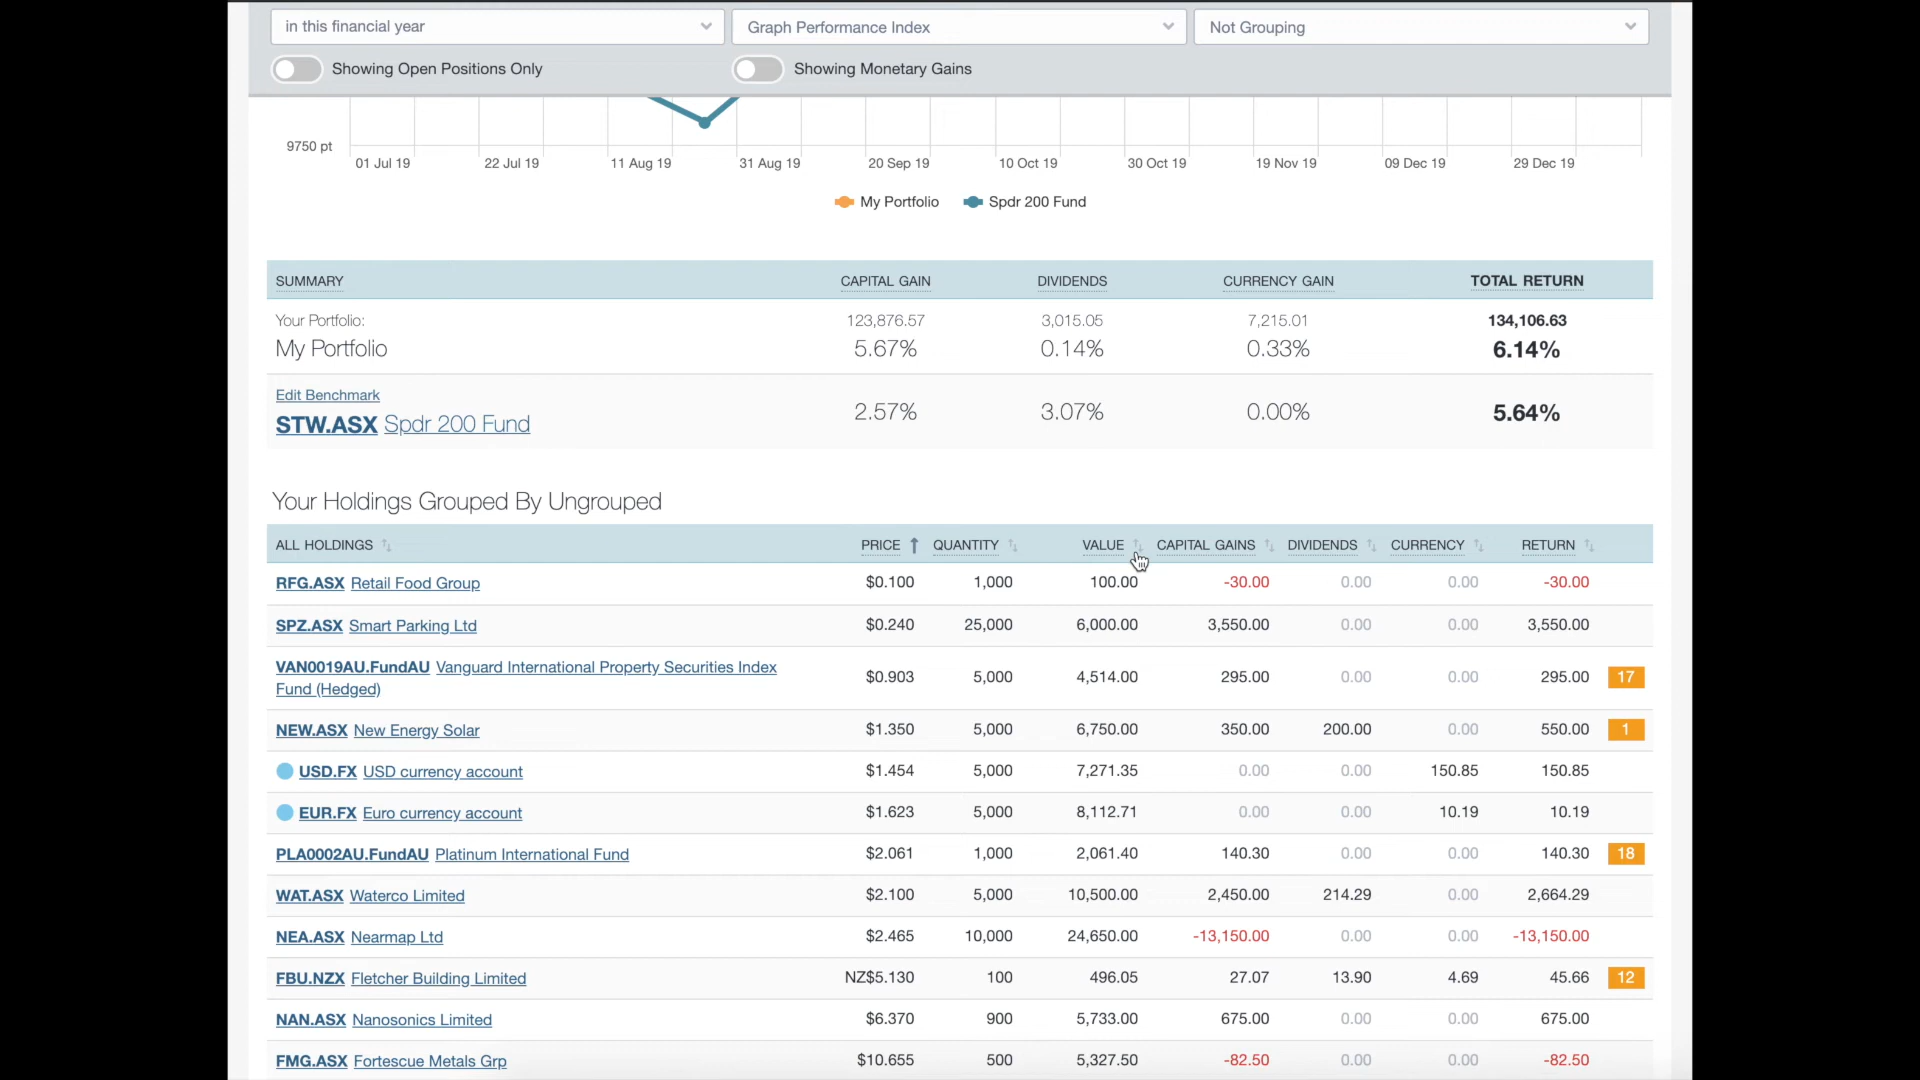 in this financial year Graph Performance Index Not Grouping
Showing Open Positions Only Showing Monetary Gains
9750 pt
01 Jul 19 22 Jul 19 11 Aug 19 31 Aug 19 20 Sep 19 10 Oct 19 30 Oct 19 19 Nov 19 09 Dec 19 29 Dec 19
My Portfolio Spdr 200 Fund
SUMMARY CAPITAL GAIN DIVIDENDS CURRENCY GAIN TOTAL RETURN
Your Portfolio: 123,876.57 3,015.05 7,215.01 134,106.63
My Portfolio 5.67% 0.14% 0.33% 6.14%
Edit Benchmark
STW.ASX Spdr 200 Fund 2.57% 3.07% 0.00% 5.64%
Your Holdings Grouped By Ungrouped
ALL HOLDINGS PRICE QUANTITY VALUE CAPITAL GAINS DIVIDENDS CURRENCY RETURN
RFG.ASX Retail Food Group $0.100 1,000 100.00 -30.00 0.00 0.00 -30.00
SPZ.ASX Smart Parking Ltd $0.240 25,000 6,000.00 3,550.00 0.00 0.00 3,550.00
VAN0019AU.FundAU Vanguard International Property Securities Index
Fund (Hedged) $0.903 5,000 4,514.00 295.00 0.00 0.00 295.00 17
NEW.ASX New Energy Solar $1.350 5,000 6,750.00 350.00 200.00 0.00 550.00 1
USD.FX USD currency account $1.454 5,000 7,271.35 0.00 0.00 150.85 150.85
EUR.FX Euro currency account $1.623 5,000 8,112.71 0.00 0.00 10.19 10.19
PLA0002AU.FundAU Platinum International Fund $2.061 1,000 2,061.40 140.30 0.00 0.00 140.30 18
WAT.ASX Waterco Limited $2.100 5,000 10,500.00 2,450.00 214.29 0.00 2,664.29
NEA.ASX Nearmap Ltd $2.465 10,000 24,650.00 -13,150.00 0.00 0.00 -13,150.00
FBU.NZX Fletcher Building Limited NZ$5.130 100 496.05 27.07 13.90 4.69 45.66 12
NAN.ASX Nanosonics Limited $6.370 900 5,733.00 675.00 0.00 0.00 675.00
FMG.ASX Fortescue Metals Grp $10.655 500 5,327.50 -82.50 0.00 0.00 -82.50